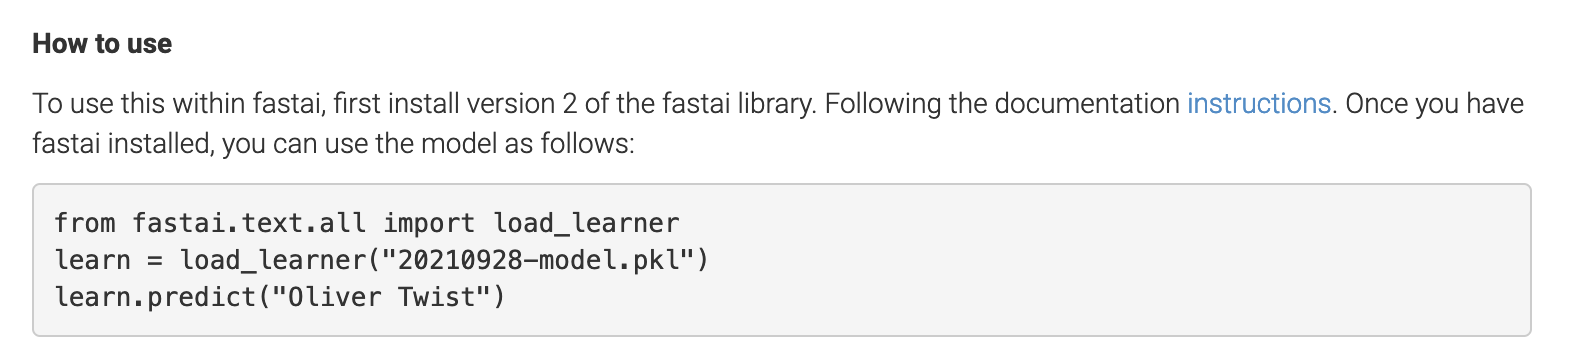 How to use
To use this within fastai, first install version 2 of the fastai library. Following the documentation instructions. Once you have
fastai installed, you can use the model as follows:
from fastai.text.all import load_learner
learn = load_learner("20210928-model.pkl")
learn.predict("Oliver Twist")